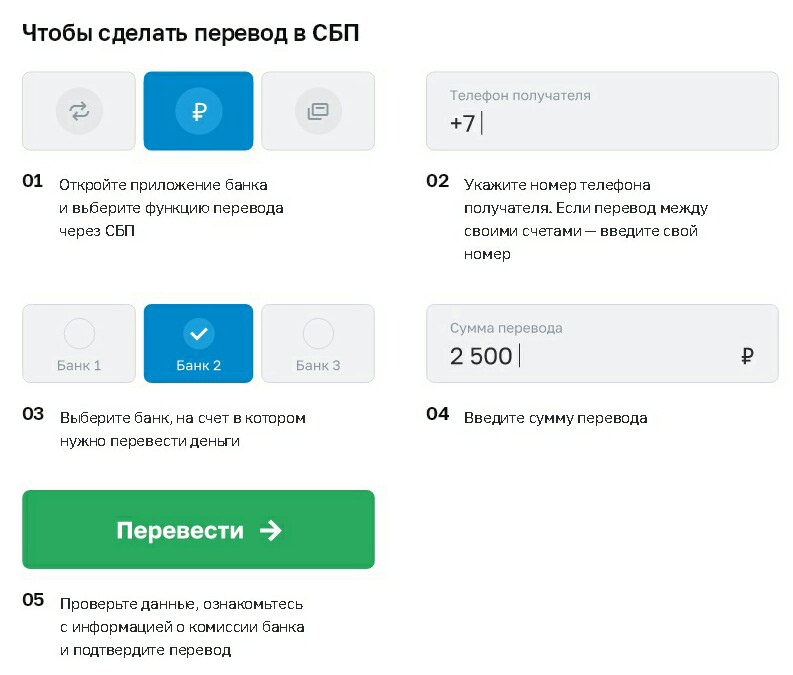 Чтобы сделать перевод в СБП
₽
01 Откройте приложение банка
и выберите функцию перевода
через СБП
Телефон получателя
+7
02 Укажите номер телефона
получателя. Если перевод между
своими счетами — введите свой
номер
Банк 1 Банк 2 Банк 3
03 Выберите банк, на счет в котором
нужно перевести деньги
Сумма перевода
2 500 ₽
04 Введите сумму перевода
Перевести →
05 Проверьте данные, ознакомьтесь
с информацией о комиссии банка
и подтвердите перевод